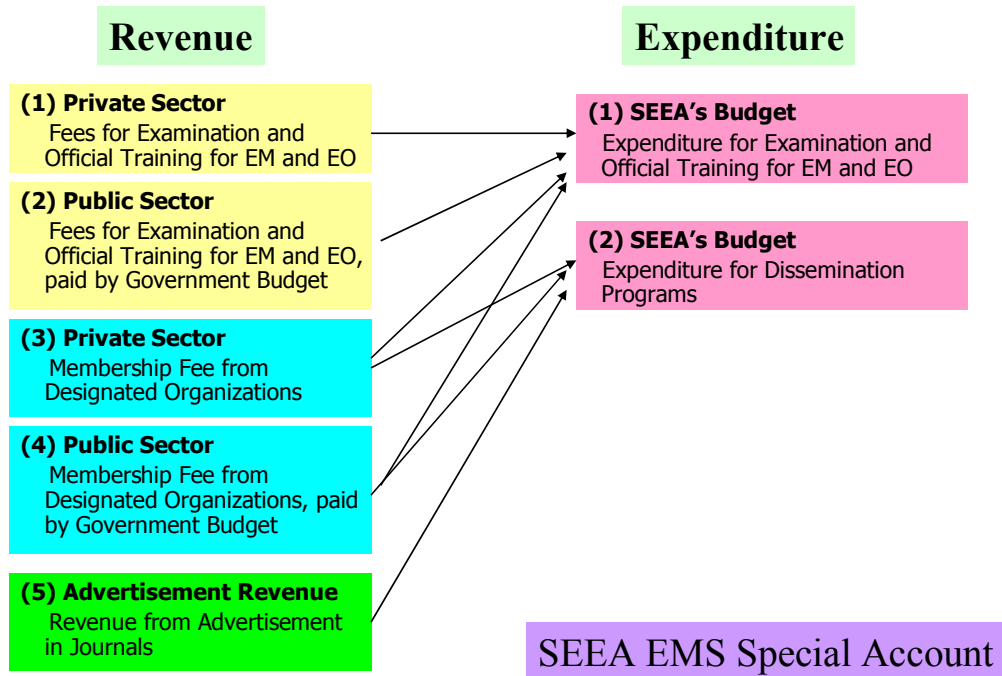 Revenue
Expenditure
(1) Private Sector
Fees for Examination and
Official Training for EM and EO
(2) Public Sector
Fees for Examination and
Official Training for EM and EO,
paid by Government Budget
(3) Private Sector
Membership Fee from
Designated Organizations
(4) Public Sector
Membership Fee from
Designated Organizations, paid
by Government Budget
(5) Advertisement Revenue
Revenue from Advertisement
in Journals
(1) SEEA’s Budget
Expenditure for Examination and
Official Training for EM and EO
(2) SEEA’s Budget
Expenditure for Dissemination
Programs
SEEA EMS Special Account